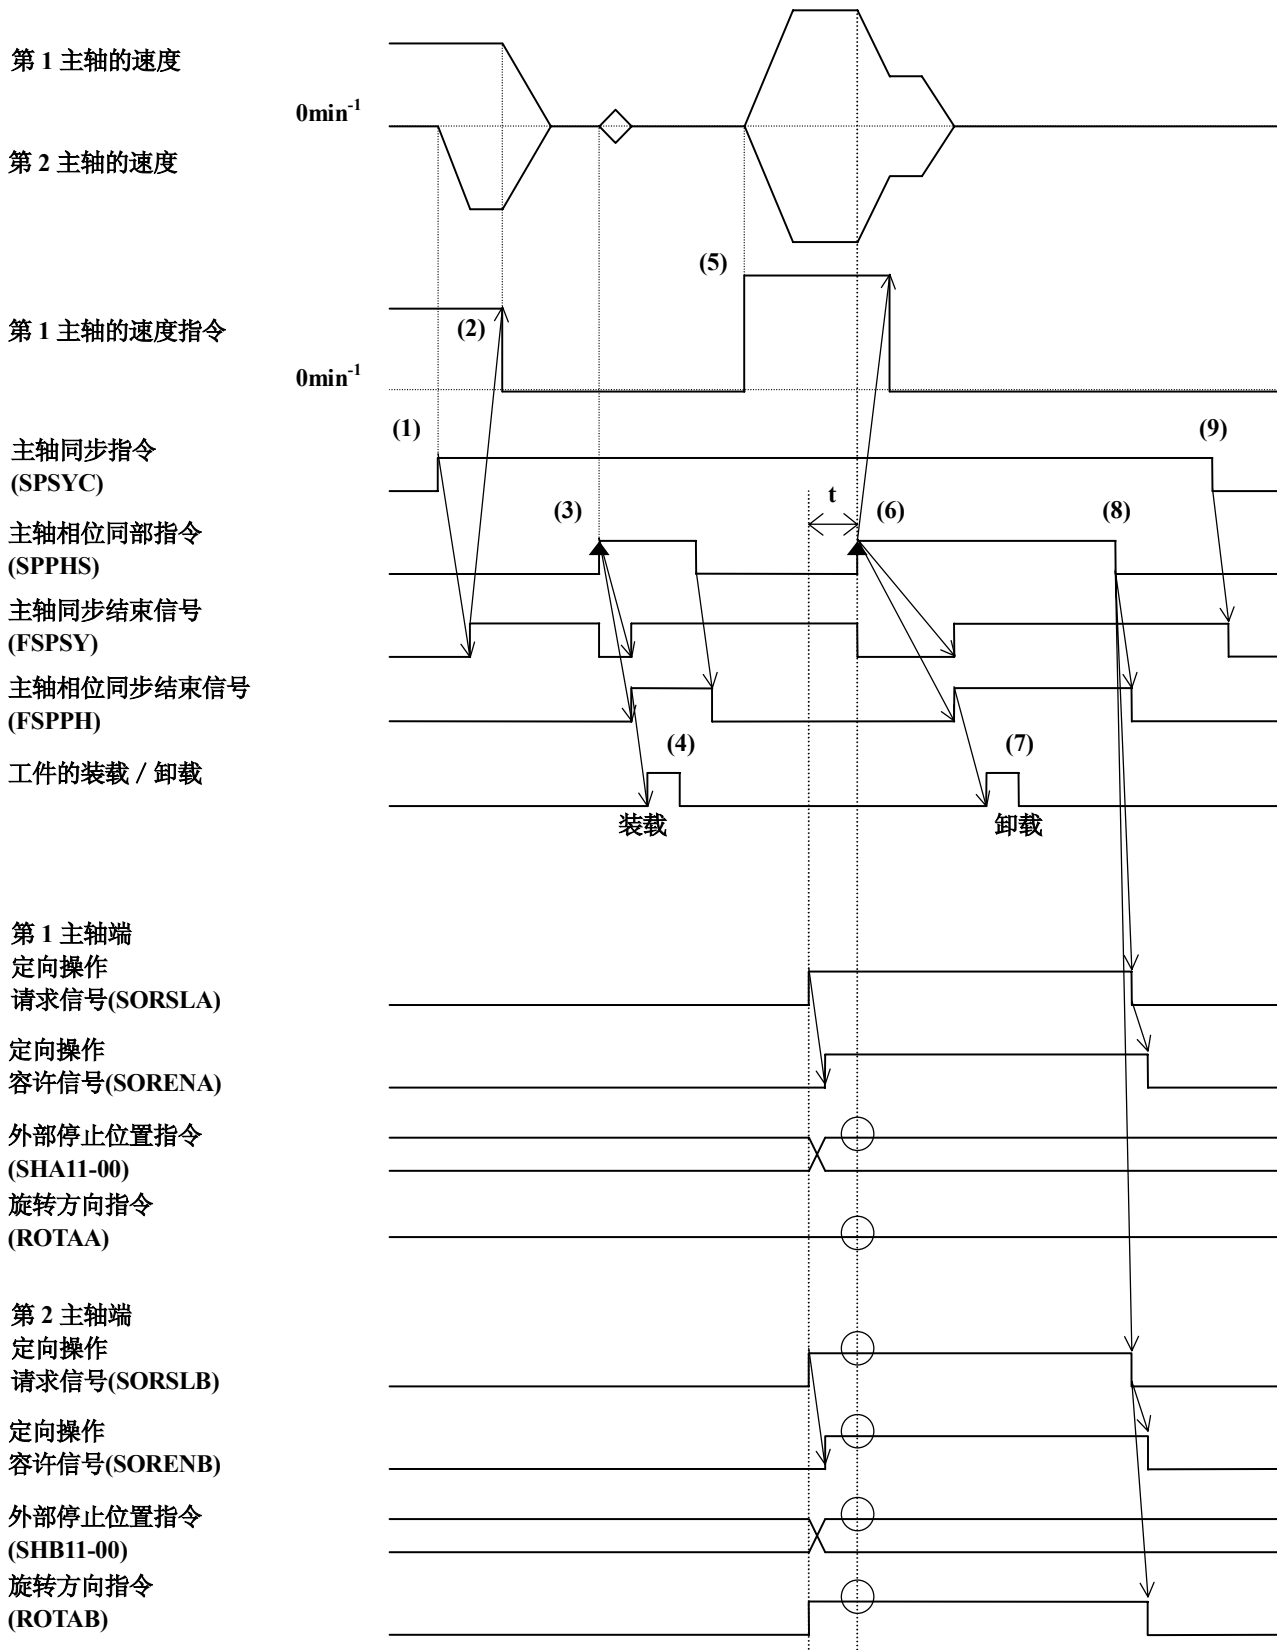 第 1 主轴的速度
0min-1
第 2 主轴的速度
(5)
第 1 主轴的速度指令
(2)
0min-1
(1)
(9)
主轴同步指令
(SPSYC)
t
(3)
(6)
(8)
主轴相位同部指令
(SPPHS)
主轴同步结束信号
(FSPSY)
主轴相位同步结束信号
(FSPPH)
(4)
(7)
工件的装载 / 卸载
装载
卸载
第 1 主轴端
定向操作
请求信号(SORSLA)
定向操作
容许信号(SORENA)
外部停止位置指令
(SHA11-00)
旋转方向指令
(ROTAA)
第 2 主轴端
定向操作
请求信号(SORSLB)
定向操作
容许信号(SORENB)
外部停止位置指令
(SHB11-00)
旋转方向指令
(ROTAB)